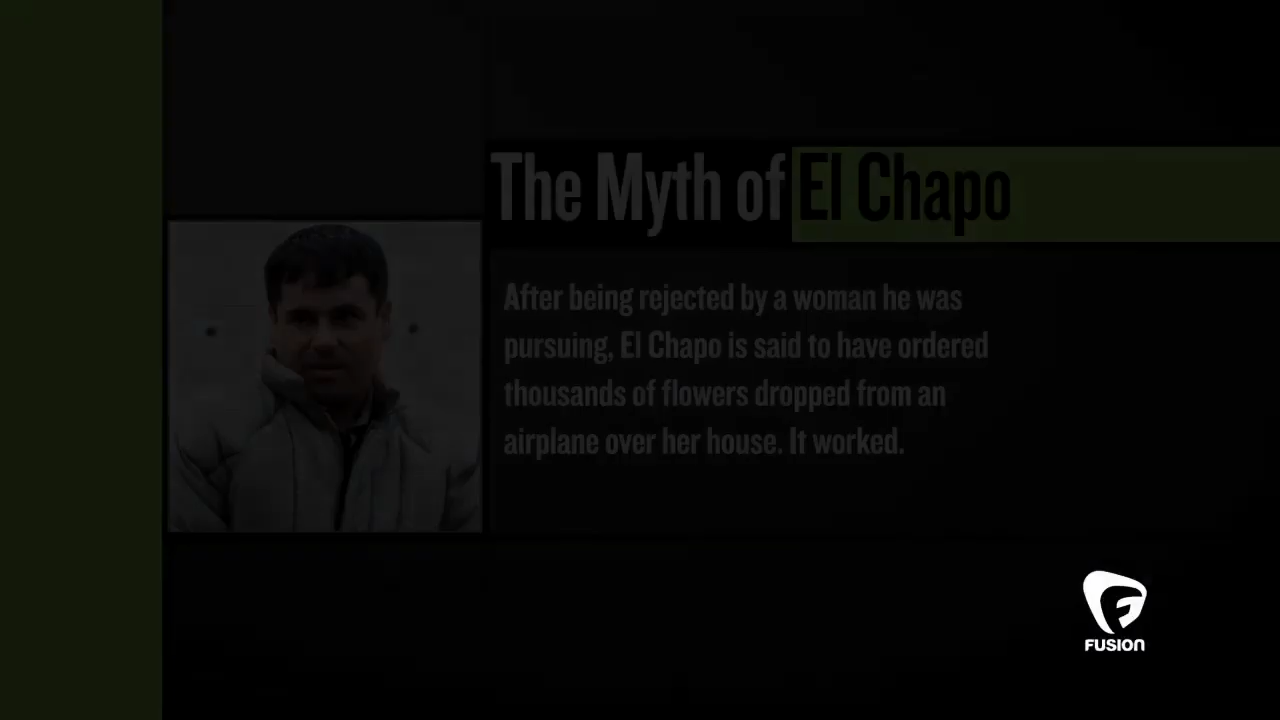 The Myth of El Chapo
After being rejected by a woman he was
pursuing, El Chapo is said to have ordered
thousands of flowers dropped from an
airplane over her house. It worked.
FUSION